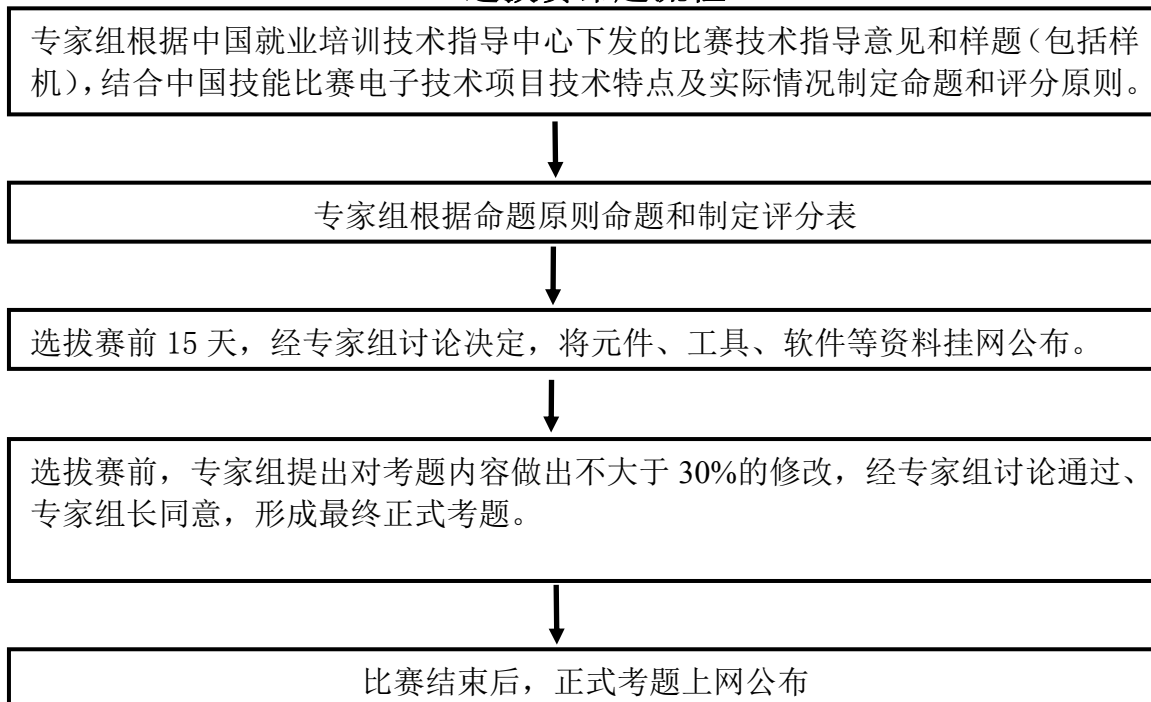 专家组根据中国就业培训技术指导中心下发的比赛技术指导意见和样题（包括样
机），结合中国技能比赛电子技术项目技术特点及实际情况制定命题和评分原则。
专家组根据命题原则命题和制定评分表
选拔赛前 15 天，经专家组讨论决定，将元件、工具、软件等资料挂网公布。
选拔赛前，专家组提出对考题内容做出不大于 30%的修改，经专家组讨论通过、
专家组长同意，形成最终正式考题。
比赛结束后，正式考题上网公布